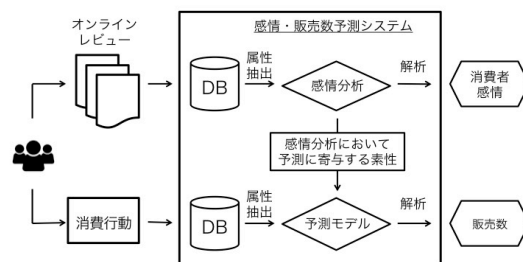 オンライン
レビュー
感情・販売数予測システム
DB
属性
抽出
感情分析
解析
消費者
感情
感情分析において
予測に寄与する素性
消費行動
DB
属性
抽出
予測モデル
解析
販売数